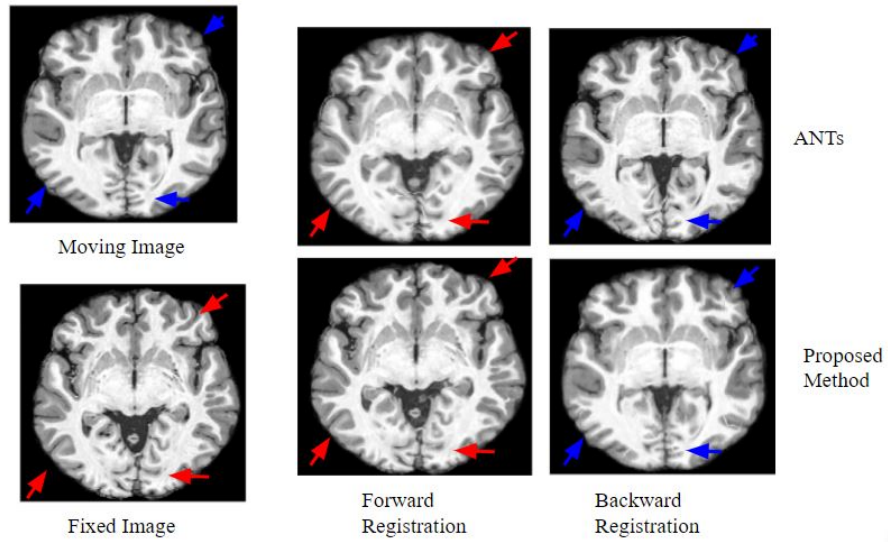 ANTs
Moving Image
Proposed
Method
Fixed Image
Forward
Registration
Backward
Registration